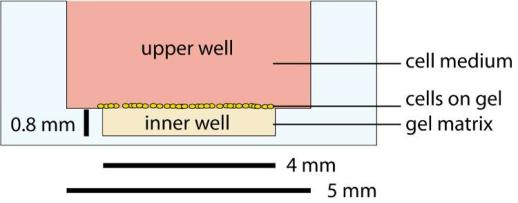 upper well
cell medium
cells on gel
0.8 mm
inner well
gel matrix
4 mm
5 mm